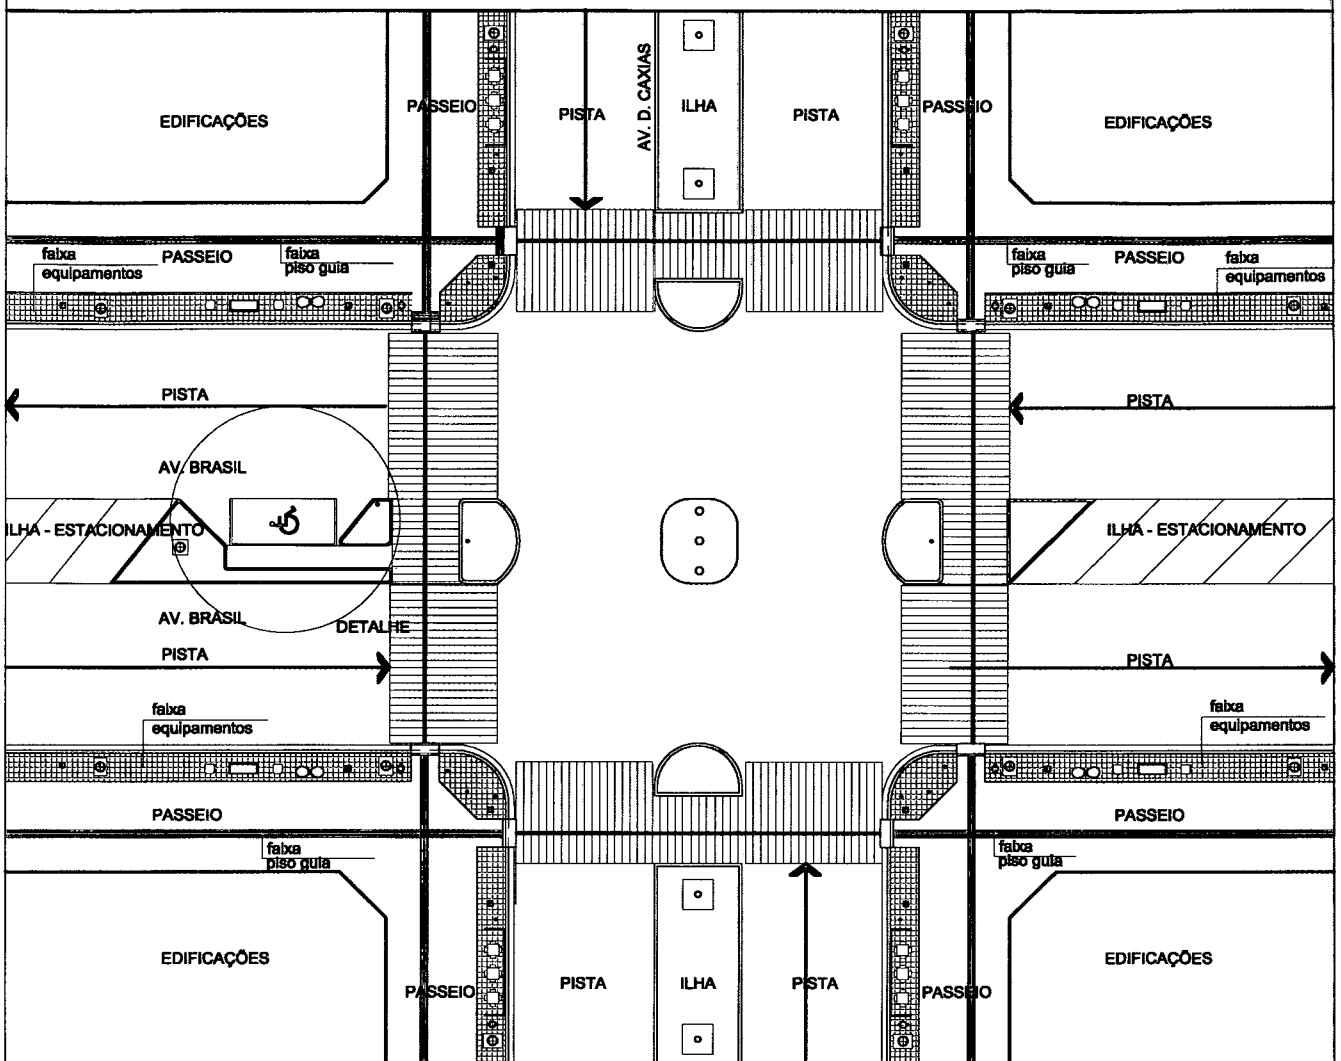 EDIFICAÇÕES
PASSEIO
PISTA
AV. D. CAXIAS
ILHA
PISTA
PASSEIO
EDIFICAÇÕES
faixa
equipamentos
PASSEIO
faixa
piso guia
faixa
piso guia
PASSEIO
faixa
equipamentos
PISTA
PISTA
AV. BRASIL
ILHA - ESTACIONAMENTO
ILHA - ESTACIONAMENTO
AV. BRASIL
DETALHE
PISTA
PISTA
faixa
equipamentos
faixa
equipamentos
PASSEIO
PASSEIO
faixa
piso guia
faixa
piso guia
EDIFICAÇÕES
PASSEIO
PISTA
ILHA
PISTA
PASSEIO
EDIFICAÇÕES